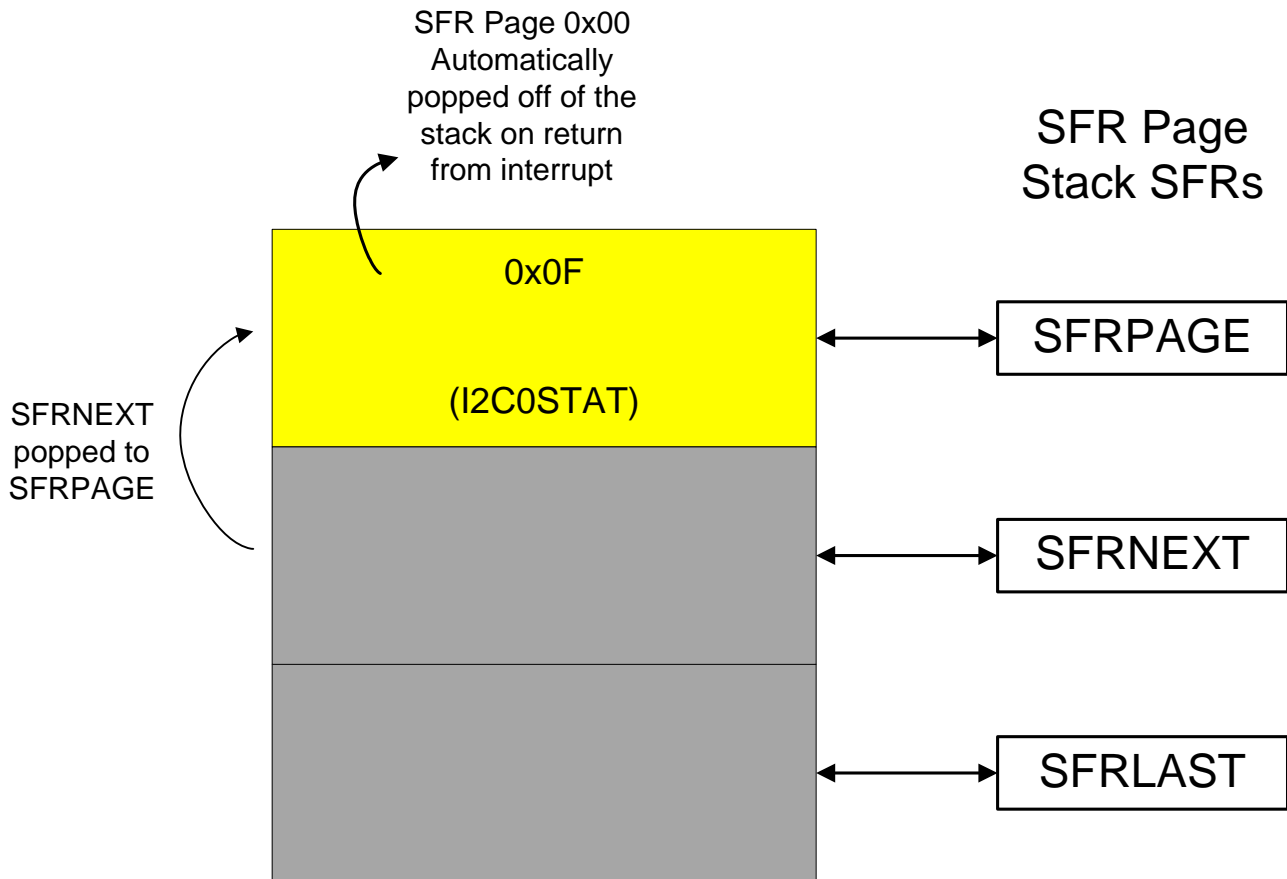 SFR Page 0x00
Automatically
popped off of the
stack on return
from interrupt
SFR Page
Stack SFRs
0x0F
(I2C0STAT)
SFRPAGE
SFRNEXT
popped to
SFRPAGE
SFRNEXT
SFRLAST